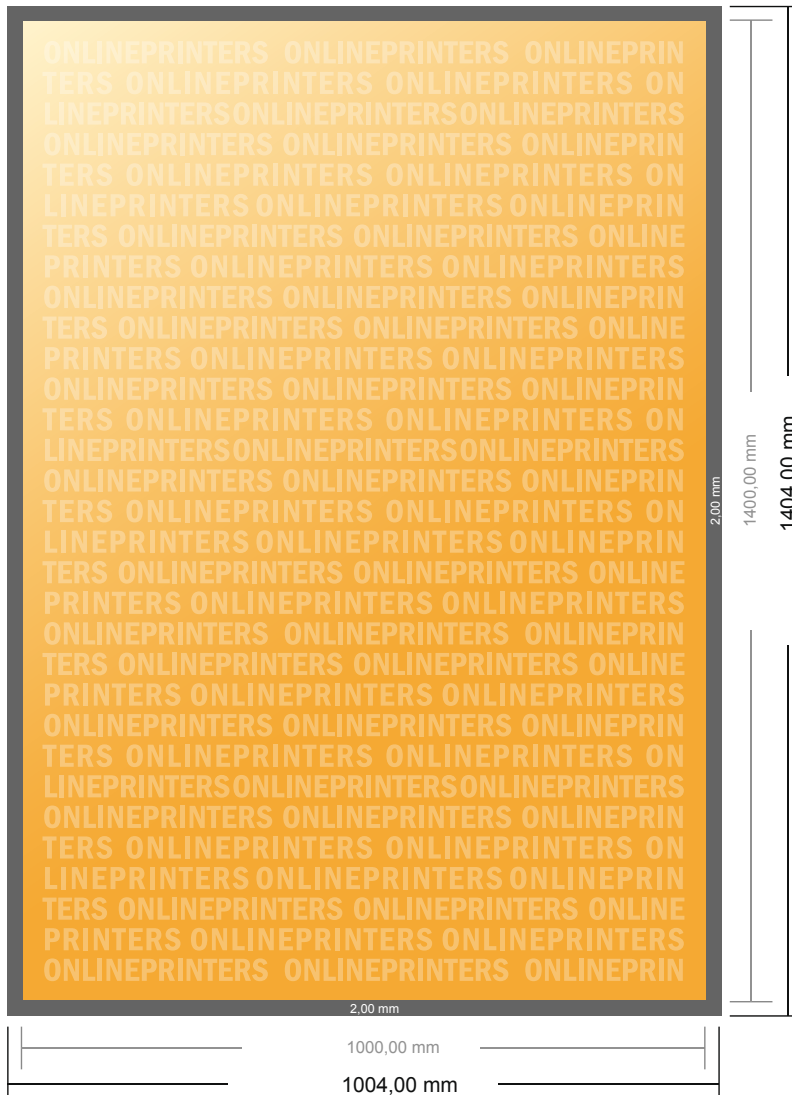 ONLINEPRINTERS ONLINEPRINTERS ONLINEPRIN
TERS ONLINEPRINTERS ONLINEPRINTERS ON
LINEPRINTERSONLINEPRINTERSONLINEPRINTERS
ONLINEPRINTERS ONLINEPRINTERS ONLINEPRIN
TERS ONLINEPRINTERS ONLINEPRINTERS ON
LINEPRINTERS ONLINEPRINTERS ONLINEPRIN
TERS ONLINEPRINTERS ONLINEPRINTERS ONLINE
PRINTERS ONLINEPRINTERS ONLINEPRINTERS
ONLINEPRINTERS ONLINEPRINTERS ONLINEPRIN
TERS ONLINEPRINTERS ONLINEPRINTERS ONLINE
PRINTERS ONLINEPRINTERS ONLINEPRINTERS
ONLINEPRINTERS ONLINEPRINTERS ONLINEPRIN
TERS ONLINEPRINTERS ONLINEPRINTERS ON
LINEPRINTERSONLINEPRINTERSONLINEPRINTERS
ONLINEPRINTERS ONLINEPRINTERS ONLINEPRIN
TERS ONLINEPRINTERS ONLINEPRINTERS ON
LINEPRINTERS ONLINEPRINTERS ONLINEPRIN
TERS ONLINEPRINTERS ONLINEPRINTERS ONLINE
PRINTERS ONLINEPRINTERS ONLINEPRINTERS
ONLINEPRINTERS ONLINEPRINTERS ONLINEPRIN
TERS ONLINEPRINTERS ONLINEPRINTERS ONLINE
PRINTERS ONLINEPRINTERS ONLINEPRINTERS
ONLINEPRINTERS ONLINEPRINTERS ONLINEPRIN
TERS ONLINEPRINTERS ONLINEPRINTERS ON
LINEPRINTERSONLINEPRINTERSONLINEPRINTERS
ONLINEPRINTERS ONLINEPRINTERS ONLINEPRIN
TERS ONLINEPRINTERS ONLINEPRINTERS ON
LINEPRINTERS ONLINEPRINTERS ONLINEPRIN
TERS ONLINEPRINTERS ONLINEPRINTERS ONLINE
PRINTERS ONLINEPRINTERS ONLINEPRINTERS
ONLINEPRINTERS ONLINEPRINTERS ONLINEPRIN
2,00 mm
1400,00 mm
1404,00 mm
2,00 mm
1000,00 mm
1004,00 mm